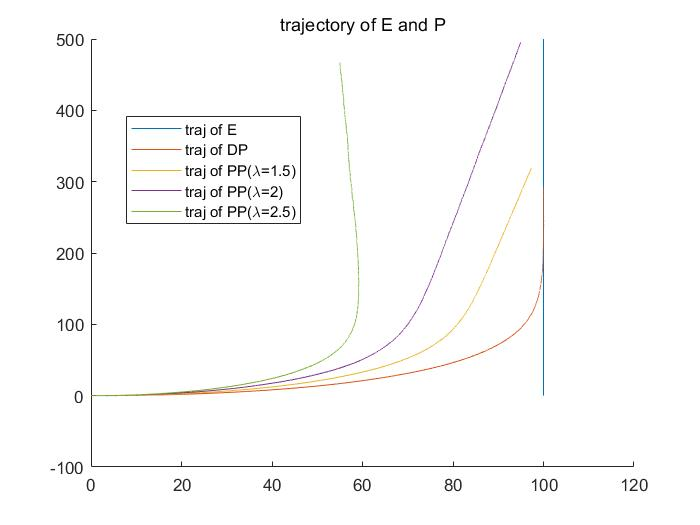 trajectory of E and P
500
400
300
200
100
0
-100
traj of E
traj of DP
traj of PP(λ=1.5)
traj of PP(λ=2)
traj of PP(λ=2.5)
0 20 40 60 80 100 120